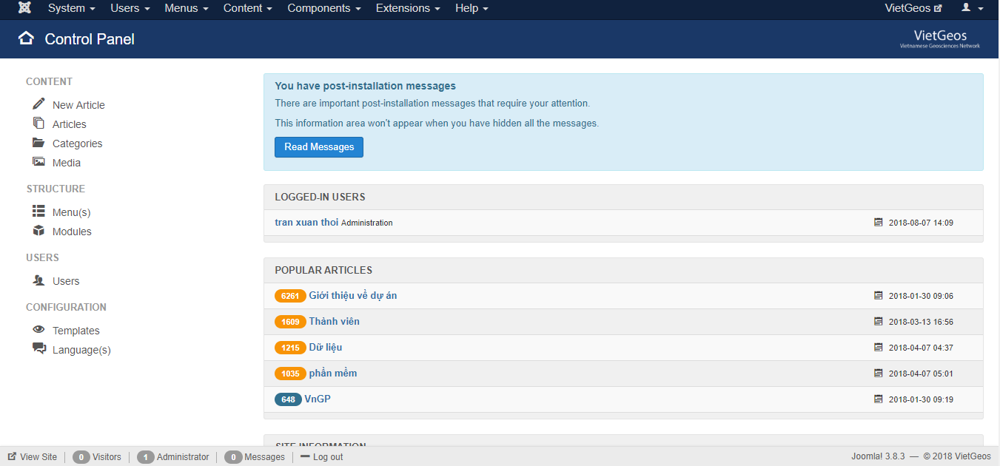 System Users Menus Content Components Extensions Help VietGeos
Control Panel
VietGeos
Vietnamese Geosciences Network
CONTENT
New Article
Articles
Categories
Media
STRUCTURE
Menu(s)
Modules
USERS
Users
CONFIGURATION
Templates
Language(s)
You have post-installation messages
There are important post-installation messages that require your attention.
This information area won't appear when you have hidden all the messages.
Read Messages
LOGGED-IN USERS
tran xuan thoi Administration 2018-08-07 14:09
POPULAR ARTICLES
6261 Giới thiệu về dự án 2018-01-30 09:06
1609 Thành viên 2018-03-13 16:56
1215 Dữ liệu 2018-04-07 04:37
1035 phần mềm 2018-04-07 05:01
648 VnGP 2018-01-30 09:19
SITE INFORMATION
View Site 0 Visitors 1 Administrator 0 Messages Log out Joomla! 3.8.3 — © 2018 VietGeos